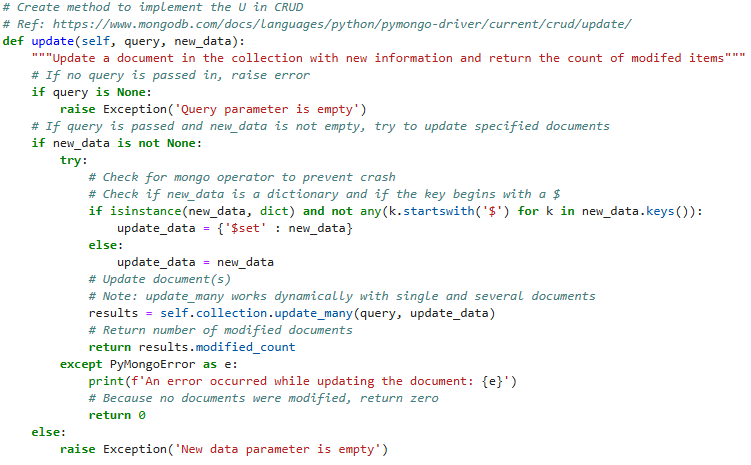 # Create method to implement the U in CRUD
# Ref: https://www.mongodb.com/docs/languages/python/pymongo-driver/current/crud/update/
def update(self, query, new_data):
    """Update a document in the collection with new information and return the count of modifed items"""
    # If no query is passed in, raise error
    if query is None:
        raise Exception('Query parameter is empty')
    # If query is passed and new_data is not empty, try to update specified documents
    if new_data is not None:
        try:
            # Check for mongo operator to prevent crash
            # Check if new_data is a dictionary and if the key begins with a $
            if isinstance(new_data, dict) and not any(k.startswith('$') for k in new_data.keys()):
                update_data = {'$set' : new_data}
            else:
                update_data = new_data
            # Update document(s)
            # Note: update_many works dynamically with single and several documents
            results = self.collection.update_many(query, update_data)
            # Return number of modified documents
            return results.modified_count
        except PyMongoError as e:
            print(f'An error occurred while updating the document: {e}')
            # Because no documents were modified, return zero
            return 0
    else:
        raise Exception('New data parameter is empty')